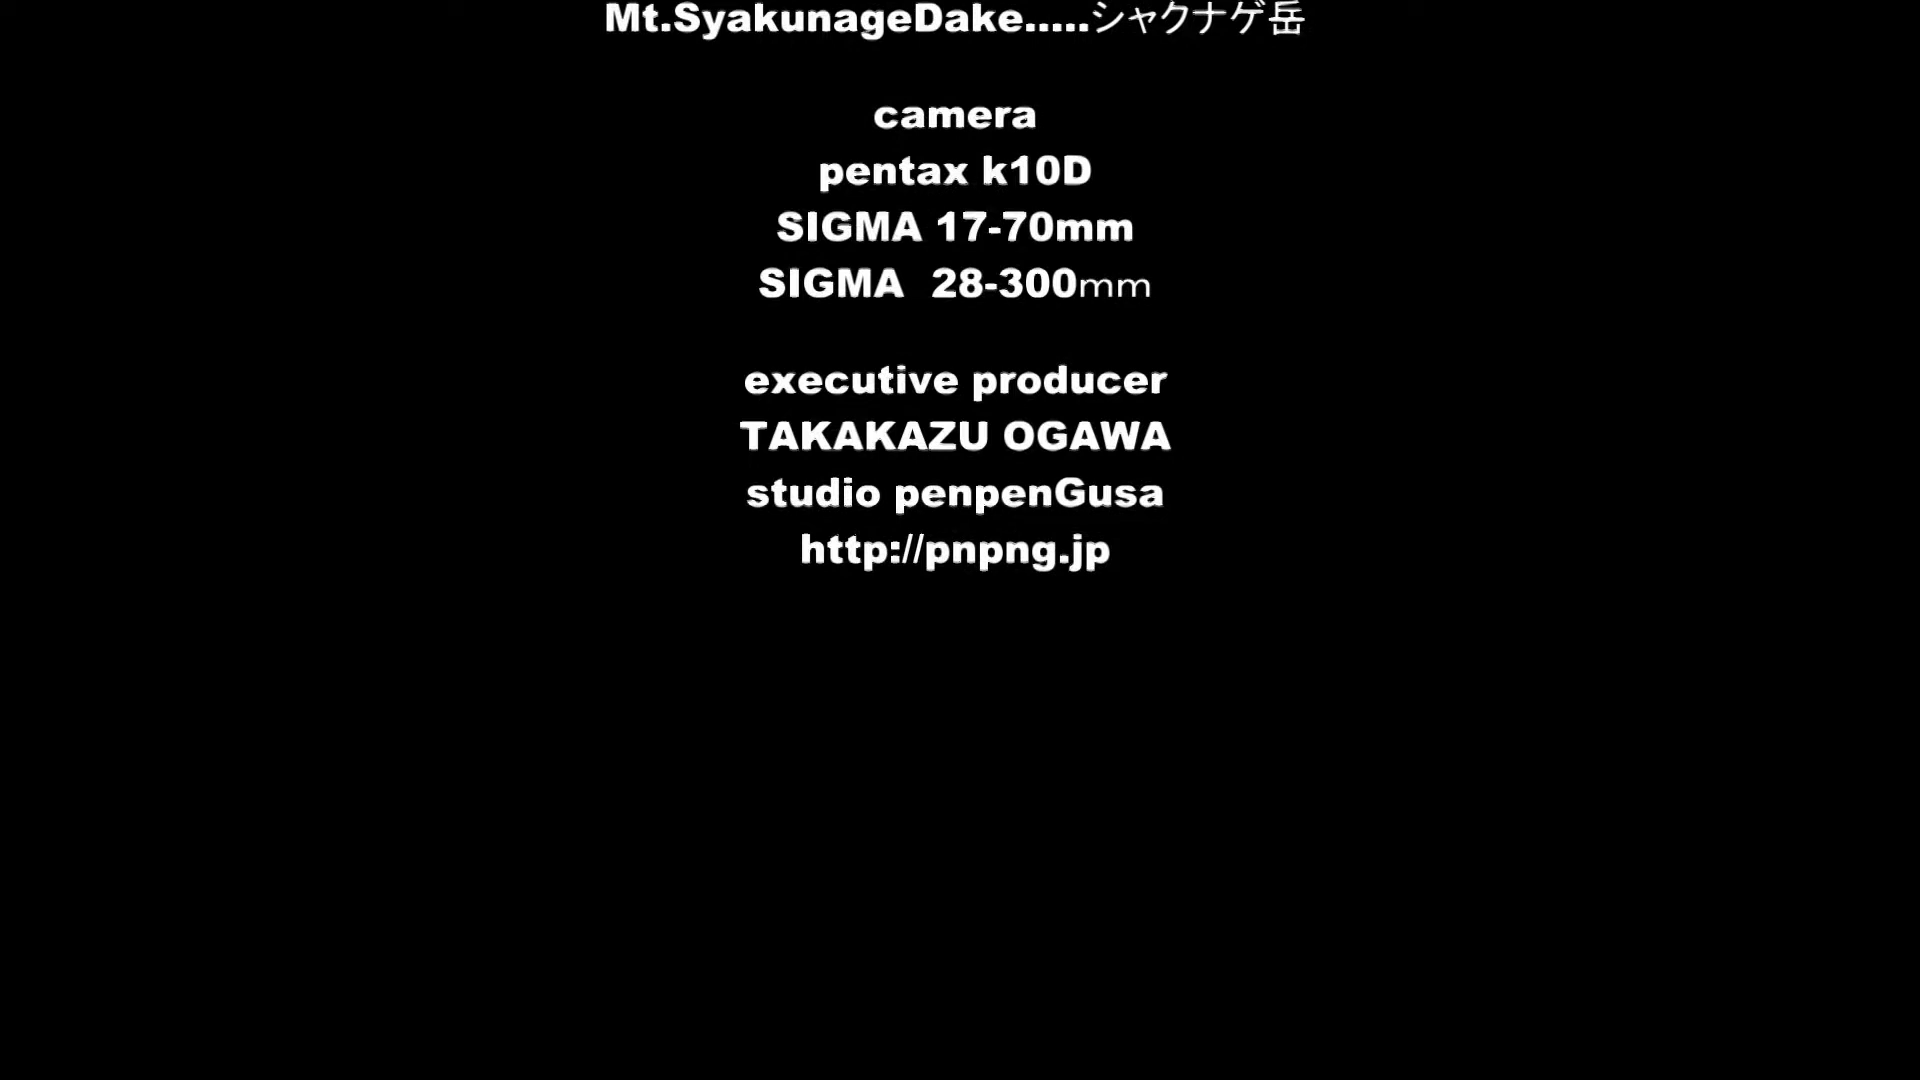 Mt.SyakunageDake.....シャクナゲ岳
camera
pentax k10D
SIGMA 17-70mm
SIGMA  28-300mm
executive producer
TAKAKAZU OGAWA
studio penpenGusa
http://pnpng.jp